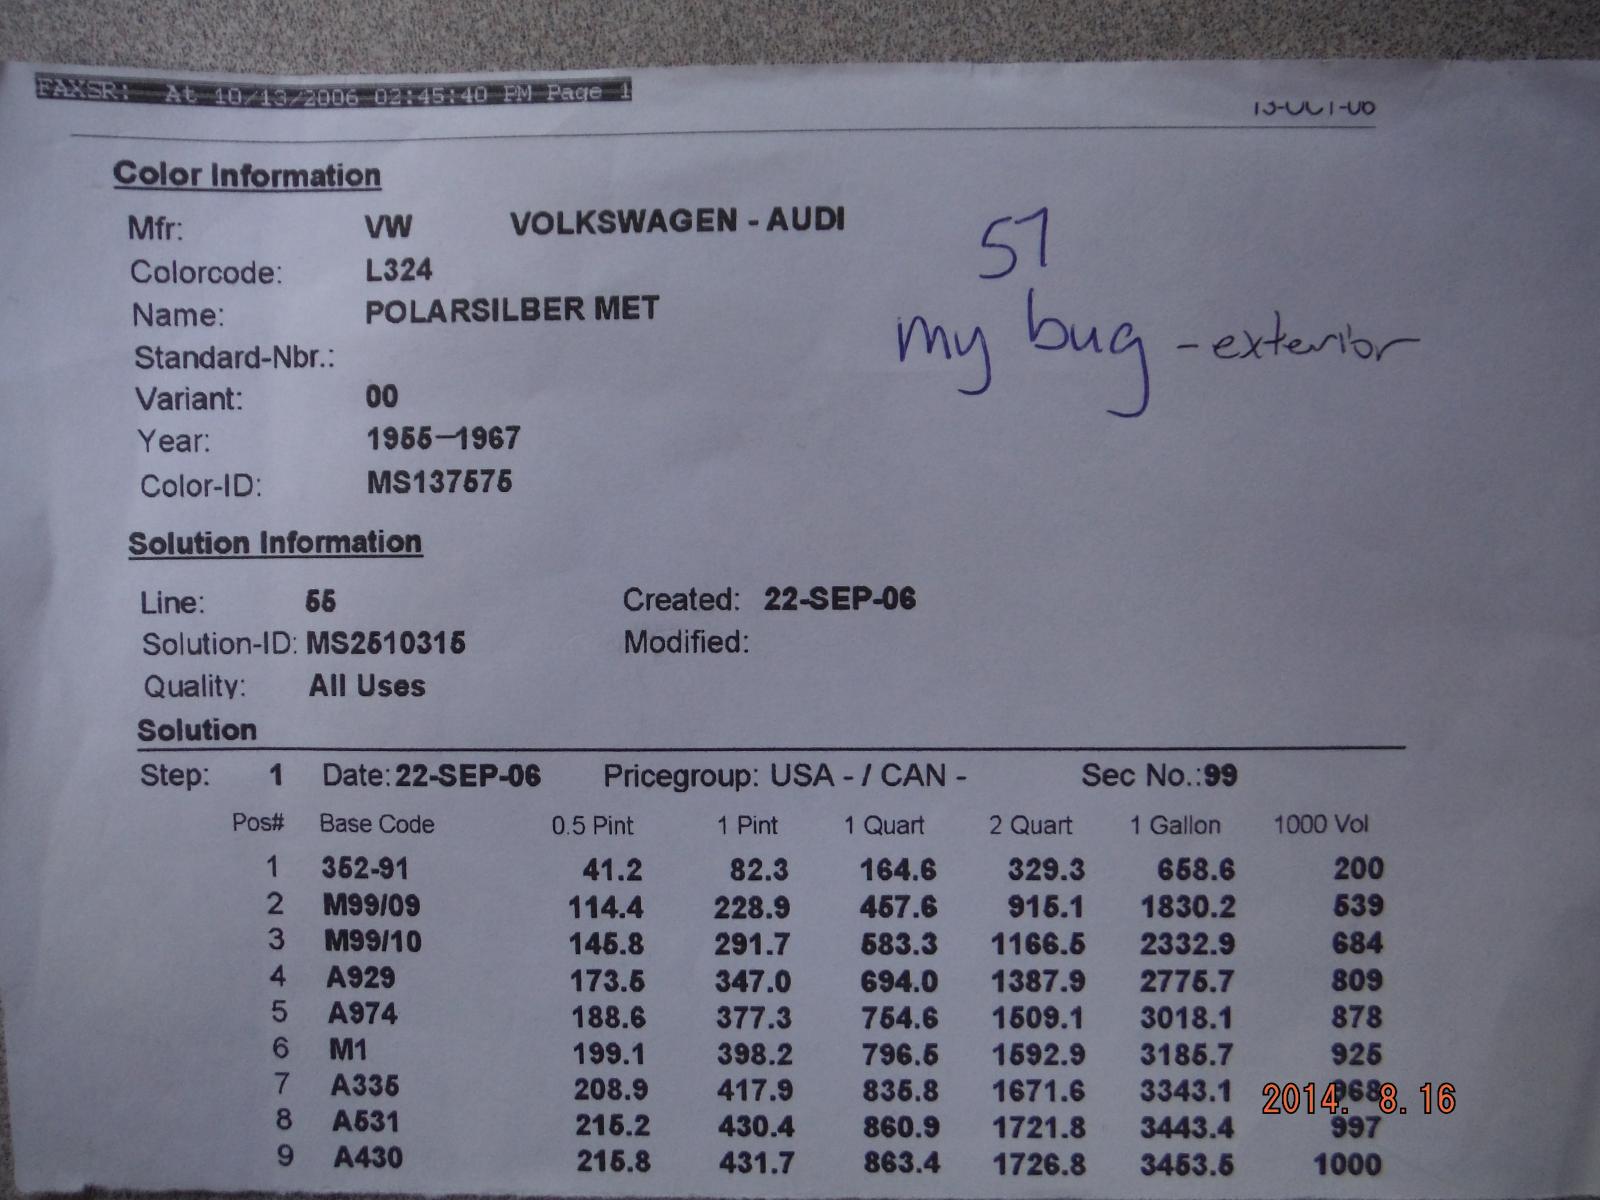 FAXSR: At 10/13/2006 02:45:40 PM Page 1
13-OCT-06
Color Information
Mfr: VW VOLKSWAGEN - AUDI
57
Colorcode: L324
Name: POLARSILBER MET
my bug - exterior
Standard-Nbr.:
Variant: 00
Year: 1955-1967
Color-ID: MS137575
Solution Information
Line: 55 Created: 22-SEP-06
Solution-ID: MS2510315 Modified:
Quality: All Uses
Solution
Step: 1 Date: 22-SEP-06 Pricegroup: USA - / CAN - Sec No.: 99
Pos# Base Code 0.5 Pint 1 Pint 1 Quart 2 Quart 1 Gallon 1000 Vol
1 352-91 41.2 82.3 164.6 329.3 658.6 200
2 M99/09 114.4 228.9 457.6 915.1 1830.2 539
3 M99/10 145.8 291.7 583.3 1166.5 2332.9 684
4 A929 173.5 347.0 694.0 1387.9 2775.7 809
5 A974 188.6 377.3 754.6 1509.1 3018.1 878
6 M1 199.1 398.2 796.5 1592.9 3185.7 925
7 A335 208.9 417.9 835.8 1671.6 3343.1 968
2014. 8.16
8 A531 215.2 430.4 860.9 1721.8 3443.4 997
9 A430 215.8 431.7 863.4 1726.8 3453.5 1000